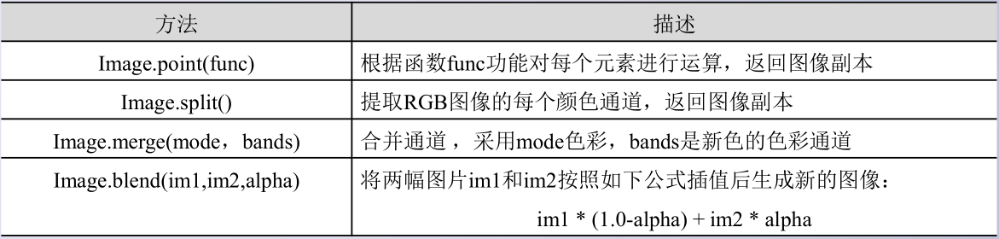 方法 描述
Image.point(func) 根据函数func功能对每个元素进行运算，返回图像副本
Image.split() 提取RGB图像的每个颜色通道，返回图像副本
Image.merge(mode，bands) 合并通道 ，采用mode色彩，bands是新色的色彩通道
Image.blend(im1,im2,alpha) 将两幅图片im1和im2按照如下公式插值后生成新的图像：
im1 * (1.0-alpha) + im2 * alpha